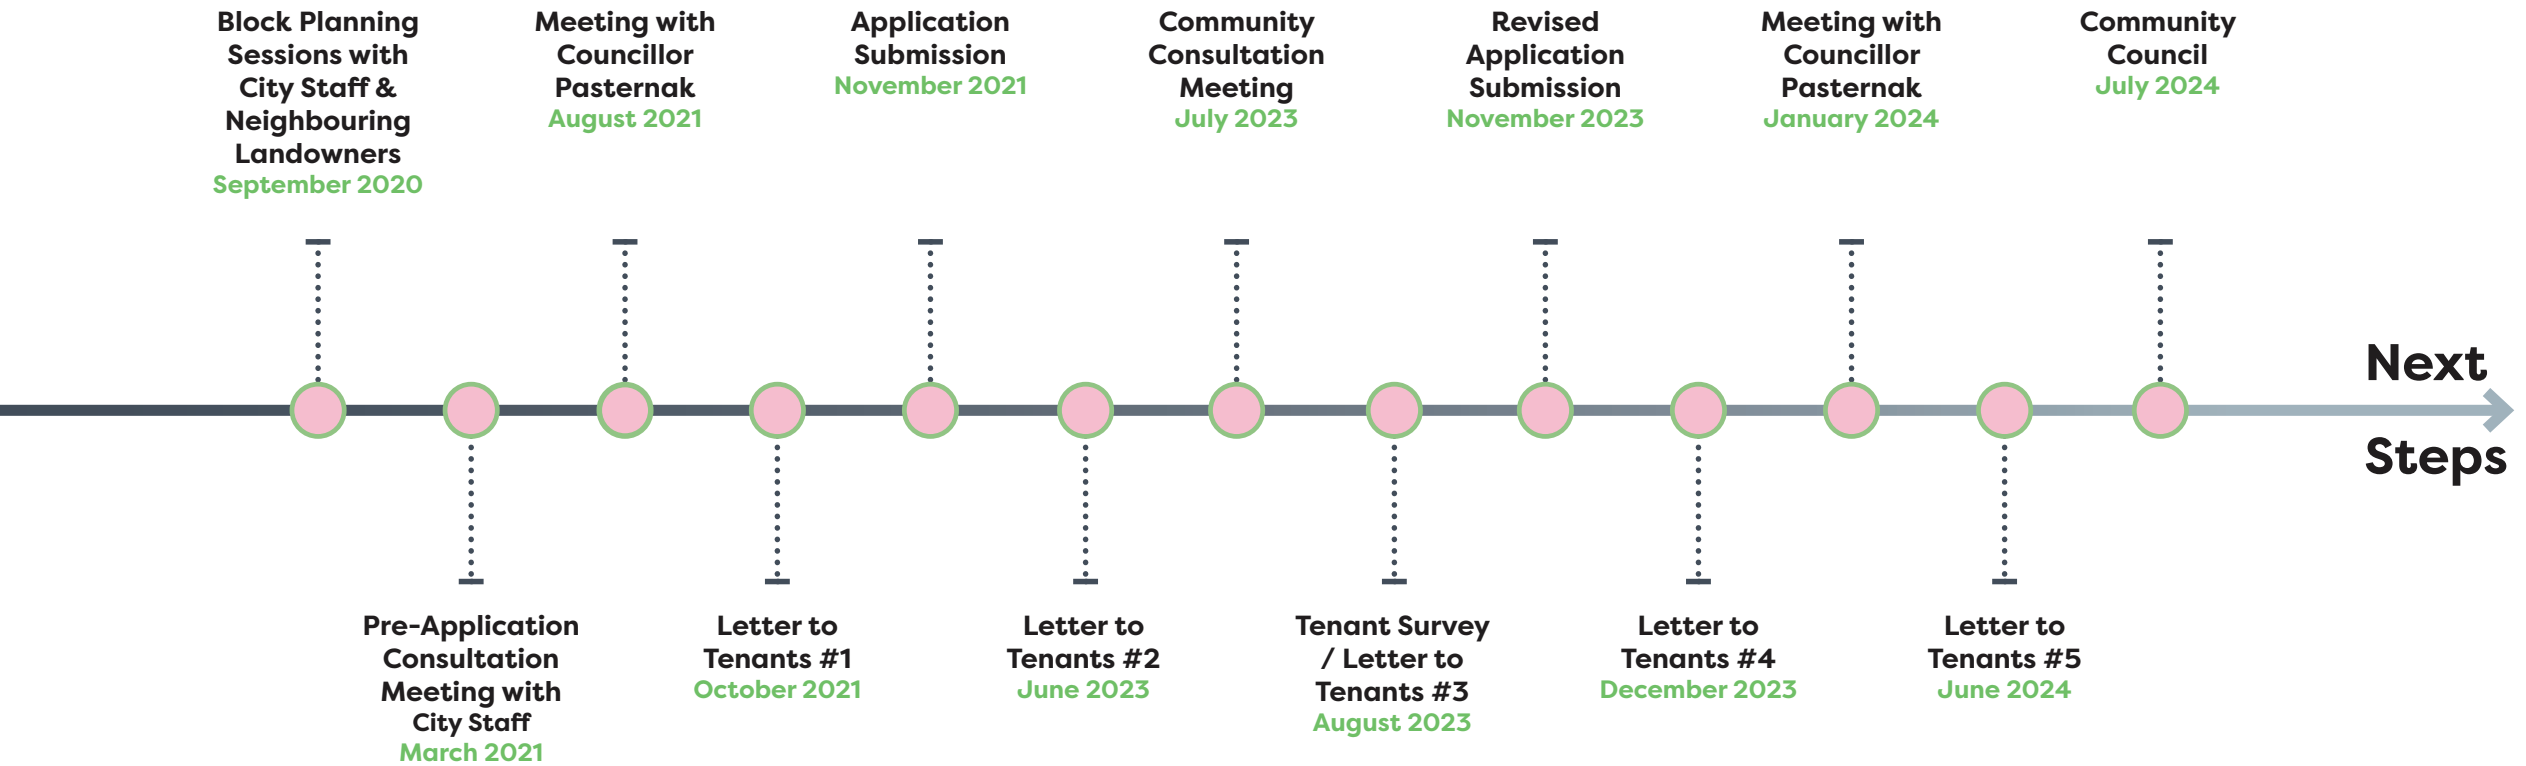 Block Planning
Sessions with
City Staff &
Neighbouring
Landowners
September 2020
Meeting with
Councillor
Pasternak
August 2021
Application
Submission
November 2021
Community
Consultation
Meeting
July 2023
Revised
Application
Submission
November 2023
Meeting with
Councillor
Pasternak
January 2024
Community
Council
July 2024
Next
Steps
Pre-Application
Consultation
Meeting with
City Staff
March 2021
Letter to
Tenants #1
October 2021
Letter to
Tenants #2
June 2023
Tenant Survey
/ Letter to
Tenants #3
August 2023
Letter to
Tenants #4
December 2023
Letter to
Tenants #5
June 2024